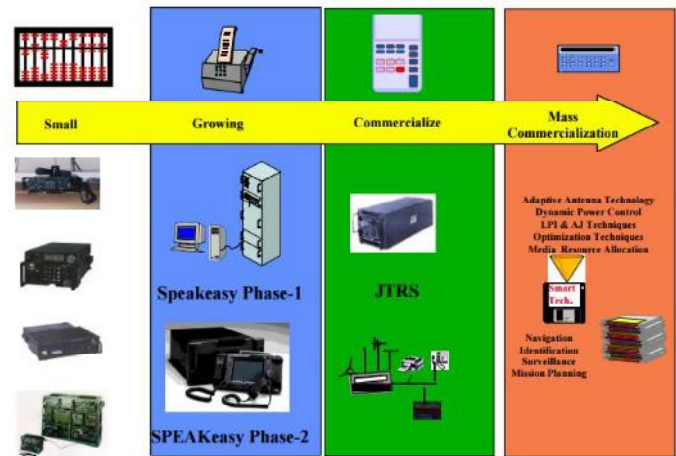 Small
Growing
Commercialize
Mass
Commercialization
Speakeasy Phase-1
SPEAKeasy Phase-2
JTRS
Adaptive Antenna Technology
Dynamic Power Control
LPI & AJ Techniques
Optimization Techniques
Media Resource Allocation
Smart
Tech.
Navigation
Identification
Surveillance
Mission Planning